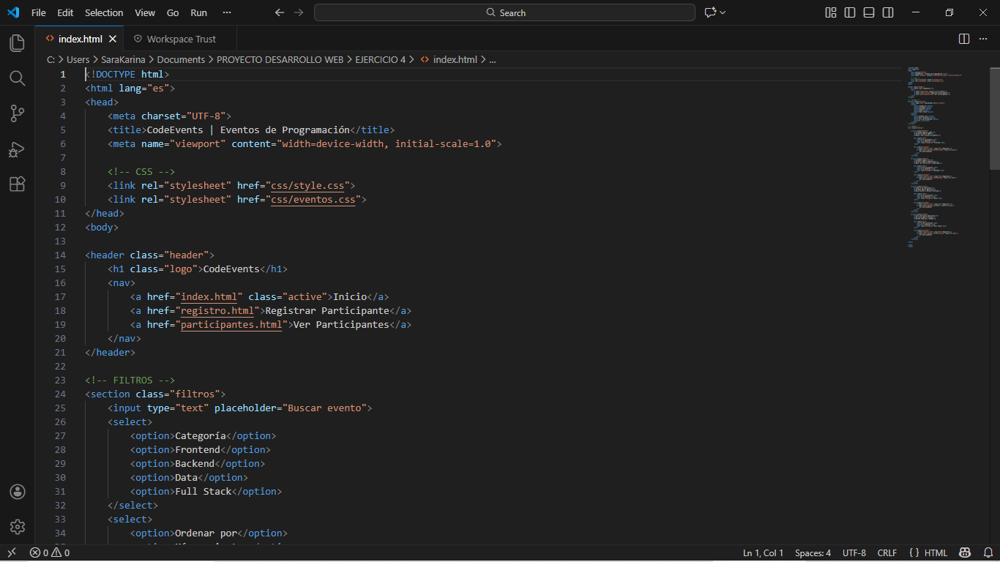 File Edit Selection View Go Run ··· Search
index.html Workspace Trust
C: > Users > SaraKarina > Documents > PROYECTO DESARROLLO WEB > EJERCICIO 4 > <> index.html > ...
1 <!DOCTYPE html>
2 <html lang="es">
3 <head>
4 <meta charset="UTF-8">
5 <title>CodeEvents | Eventos de Programación</title>
6 <meta name="viewport" content="width=device-width, initial-scale=1.0">
7
8 <!-- CSS -->
9 <link rel="stylesheet" href="css/style.css">
10 <link rel="stylesheet" href="css/eventos.css">
11 </head>
12 <body>
13
14 <header class="header">
15 <h1 class="logo">CodeEvents</h1>
16 <nav>
17 <a href="index.html" class="active">Inicio</a>
18 <a href="registro.html">Registrar Participante</a>
19 <a href="participantes.html">Ver Participantes</a>
20 </nav>
21 </header>
22
23 <!-- FILTROS -->
24 <section class="filtros">
25 <input type="text" placeholder="Buscar evento">
26 <select>
27 <option>Categoría</option>
28 <option>Frontend</option>
29 <option>Backend</option>
30 <option>Data</option>
31 <option>Full Stack</option>
32 </select>
33 <select>
34 <option>Ordenar por</option>
0 0 Ln 1, Col 1 Spaces: 4 UTF-8 CRLF { } HTML